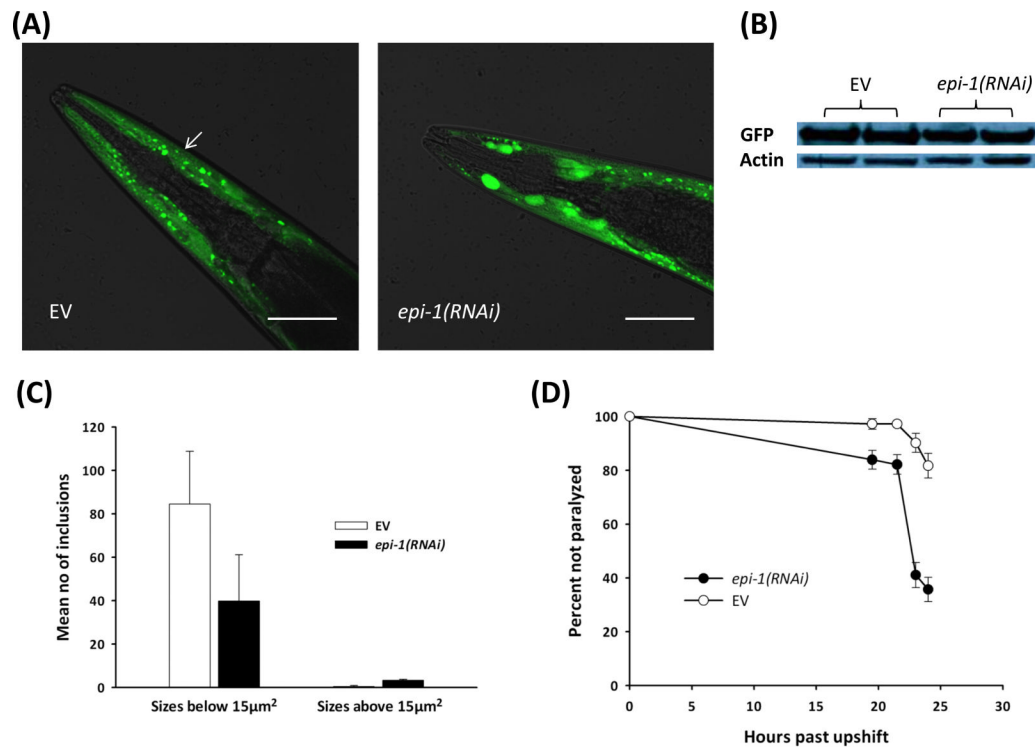 (A)
EV
epi-1(RNAi)
(B)
EV epi-1(RNAi)
GFP
Actin
(C)
Mean no of inclusions
120
100
80
60
40
20
0
EV
epi-1(RNAi)
Sizes below 15µm²
Sizes above 15µm²
(D)
Percent not paralyzed
100
80
60
40
20
0
epi-1(RNAi)
EV
0 5 10 15 20 25 30
Hours past upshift